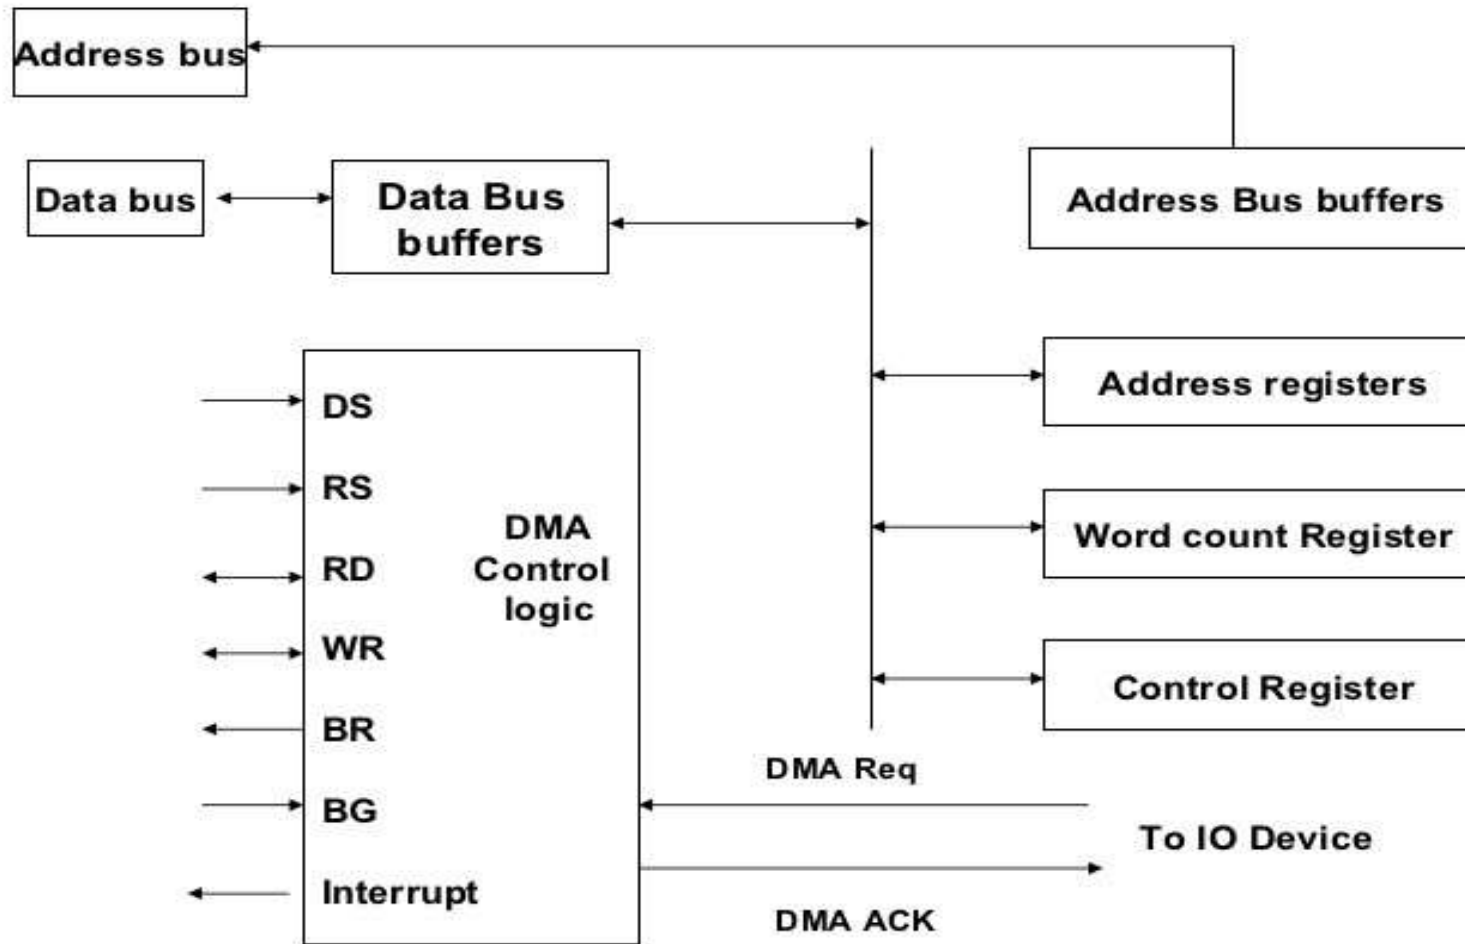 Address bus
Data bus
Data Bus
buffers
Address Bus buffers
Address registers
Word count Register
Control Register
DS
RS
RD
WR
BR
BG
Interrupt
DMA
Control
logic
DMA Req
To IO Device
DMA ACK